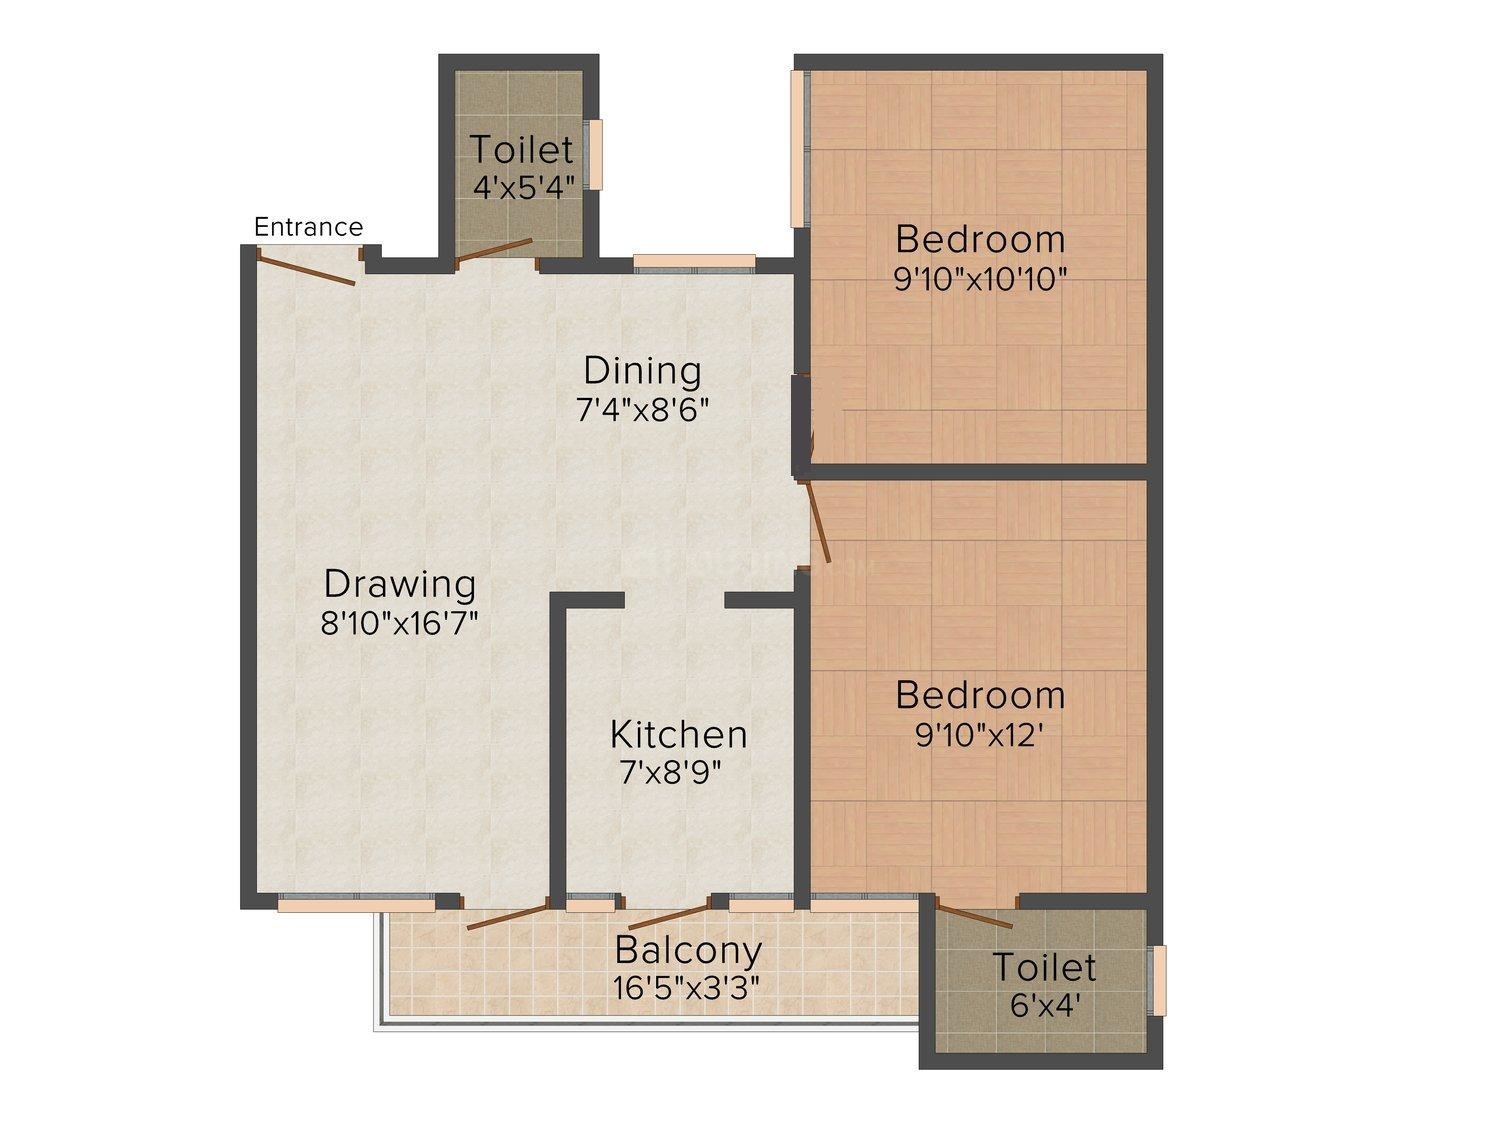 Toilet
4'x5'4"
Entrance
Bedroom
9'10"x10'10"
Dining
7'4"x8'6"
Drawing
8'10"x16'7"
Bedroom
9'10"x12'
Kitchen
7'x8'9"
Balcony
16'5"x3'3"
Toilet
6'x4'